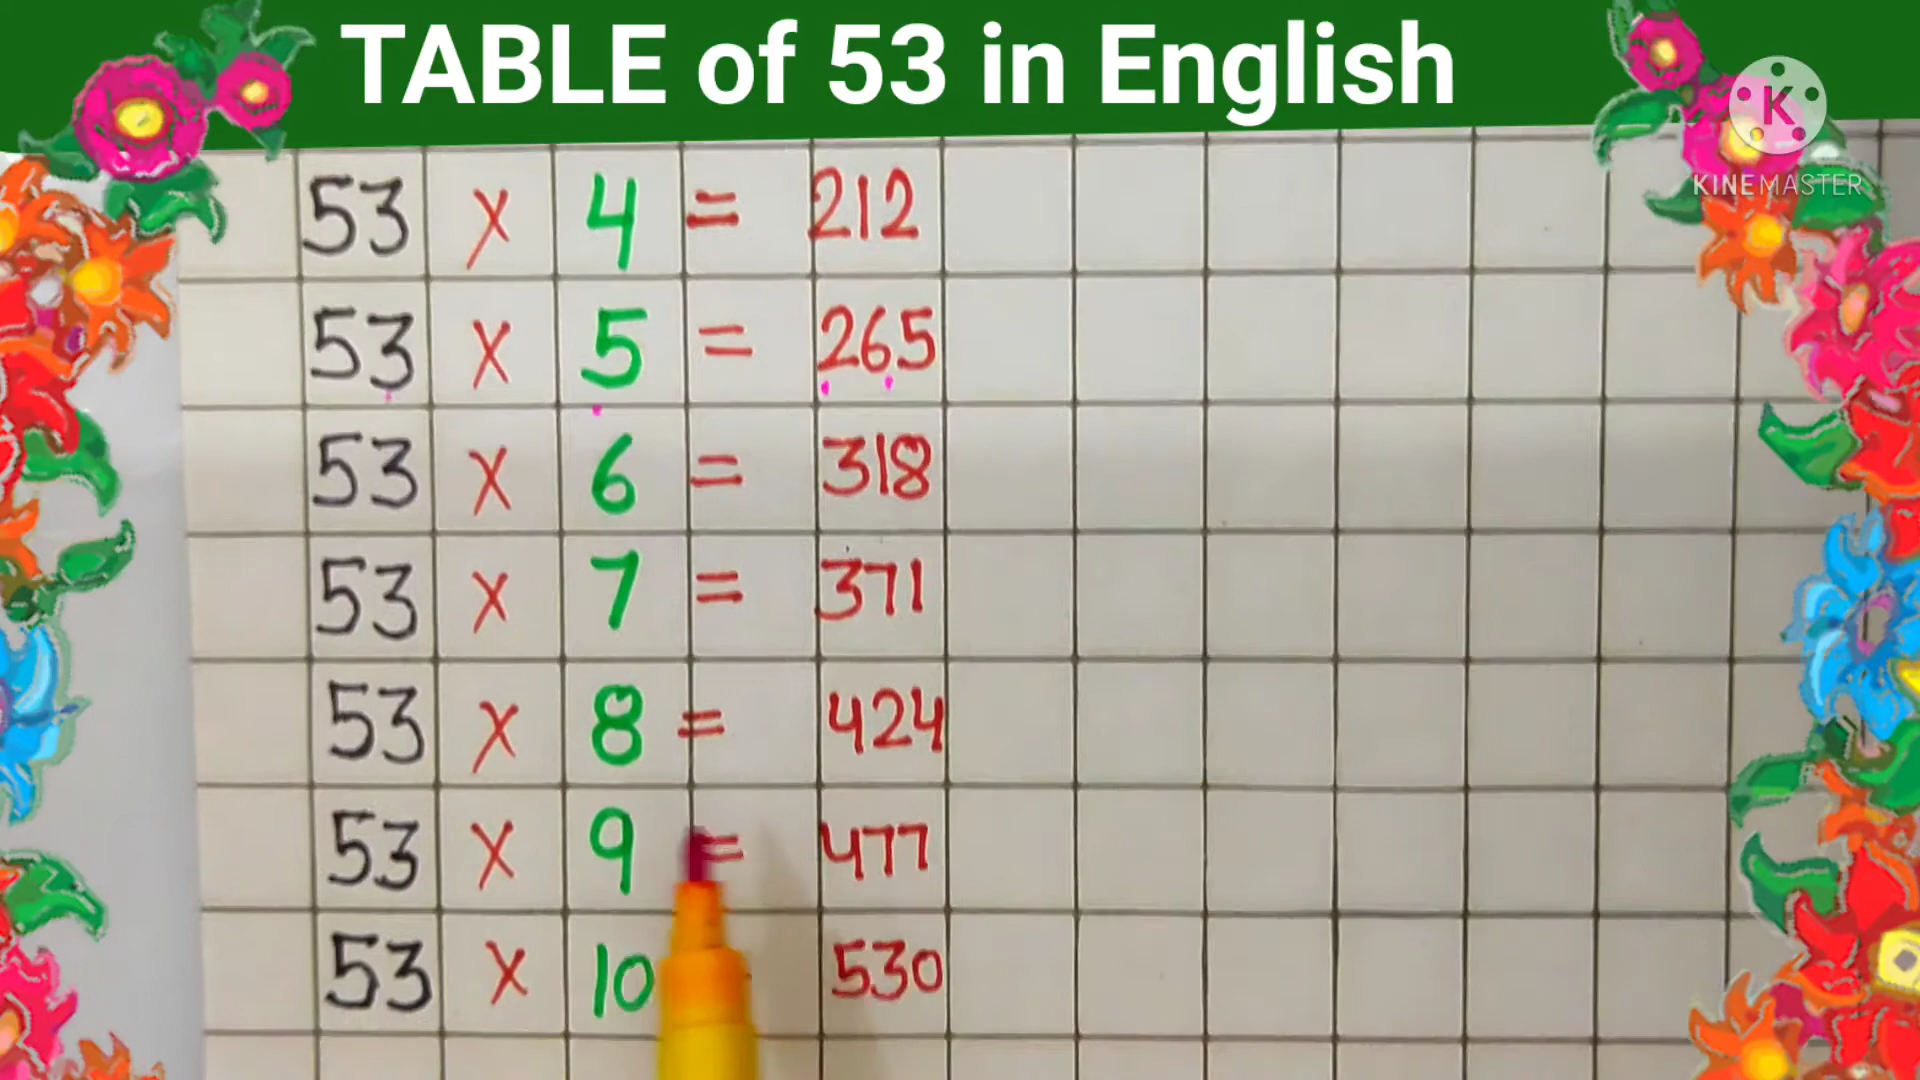 TABLE of 53 in English
K
KINEMASTER
53 x 4 = 212
53 x 5 = 265
53 x 6 = 318
53 x 7 = 371
53 x 8 = 424
53 x 9 = 477
53 x 10 530